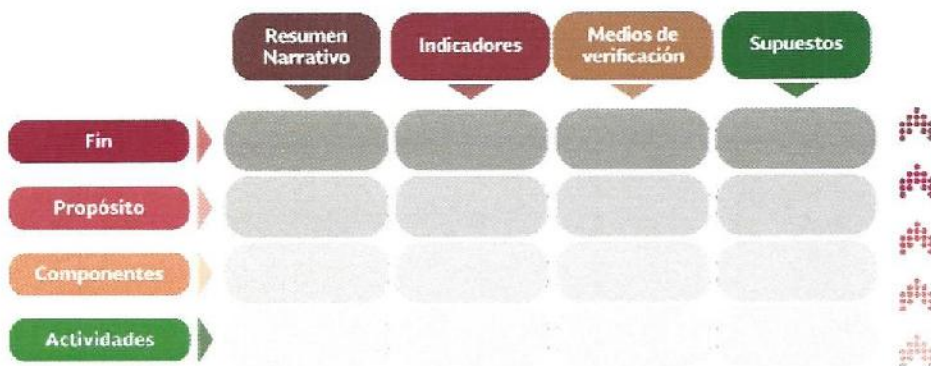 Resumen
Narrativo
Indicadores
Medios de
verificación
Supuestos
Fin
Propósito
Componentes
Actividades